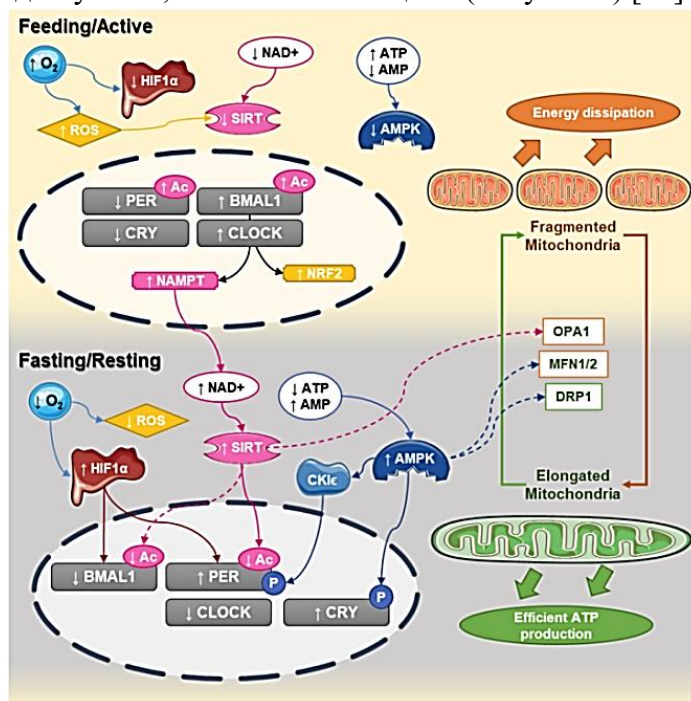 Feeding/Active
↑ O₂
↓ HIF1α
↑ ROS
↓ NAD+
↓ SIRT
↑ ATP
↓ AMP
↓ AMPK
Energy dissipation
↑ Ac
↓ PER
↓ CRY
↑ Ac
↑ BMAL1
↑ CLOCK
↑ NAMPT
↑ NRF2
Fragmented
Mitochondria
OPA1
MFN1/2
DRP1
Fasting/Resting
↓ O₂
↓ ROS
↑ HIF1α
↑ NAD+
↑ SIRT
↓ ATP
↑ AMP
↑ AMPK
CKIε
Elongated
Mitochondria
↓ Ac
↓ BMAL1
↓ Ac
↑ PER
P
↓ CLOCK
P
↑ CRY
Efficient ATP
production